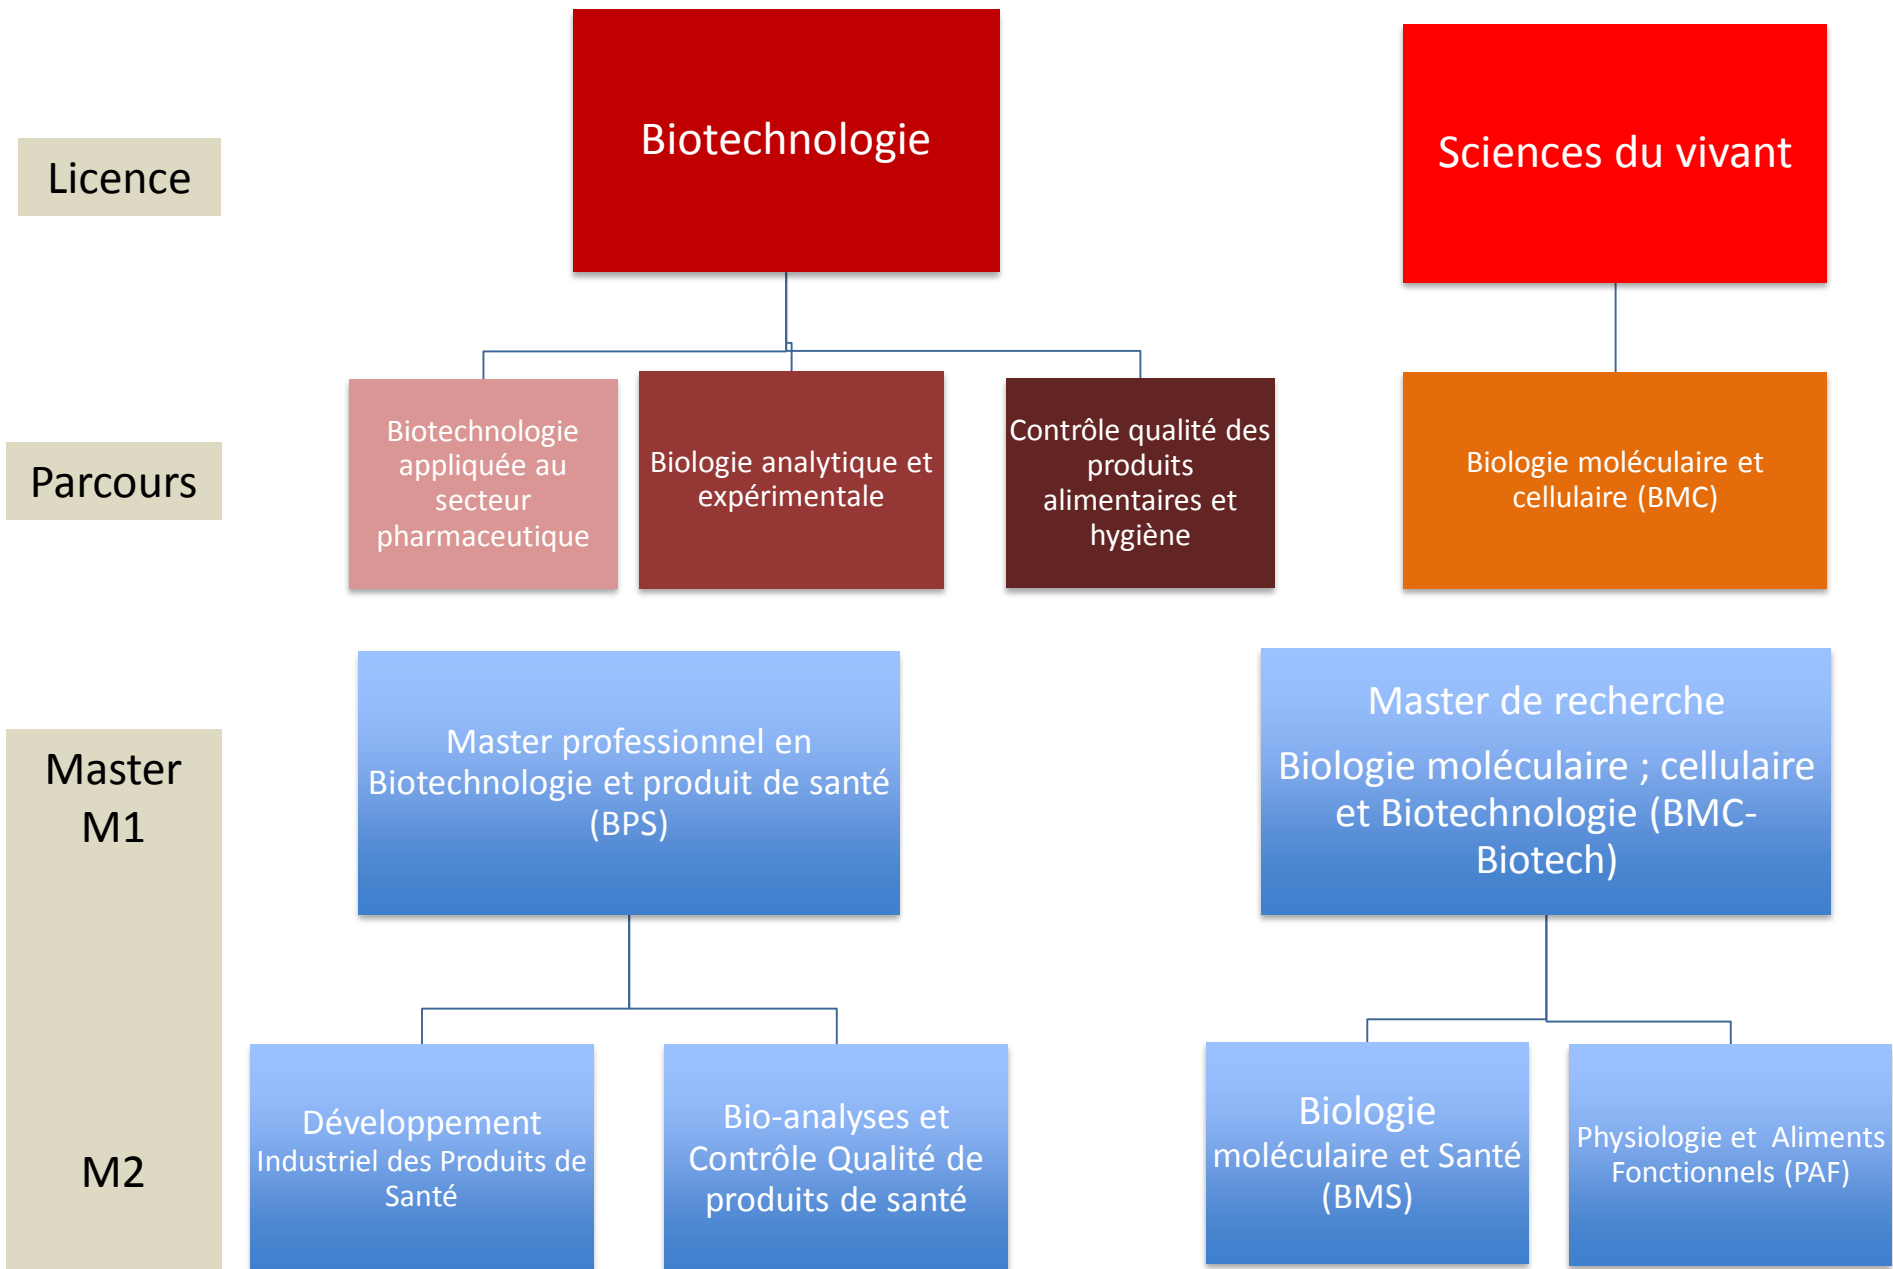 Licence
Biotechnologie
Sciences du vivant
Parcours
Biotechnologie
appliquée au
secteur
pharmaceutique
Biologie analytique et
expérimentale
Contrôle qualité des
produits
alimentaires et
hygiène
Biologie moléculaire et
cellulaire (BMC)
Master
M1
Master professionnel en
Biotechnologie et produit de santé
(BPS)
Master de recherche
Biologie moléculaire ; cellulaire
et Biotechnologie (BMC-
Biotech)
M2
Développement
Industriel des Produits de
Santé
Bio-analyses et
Contrôle Qualité de
produits de santé
Biologie
moléculaire et Santé
(BMS)
Physiologie et  Aliments
Fonctionnels (PAF)